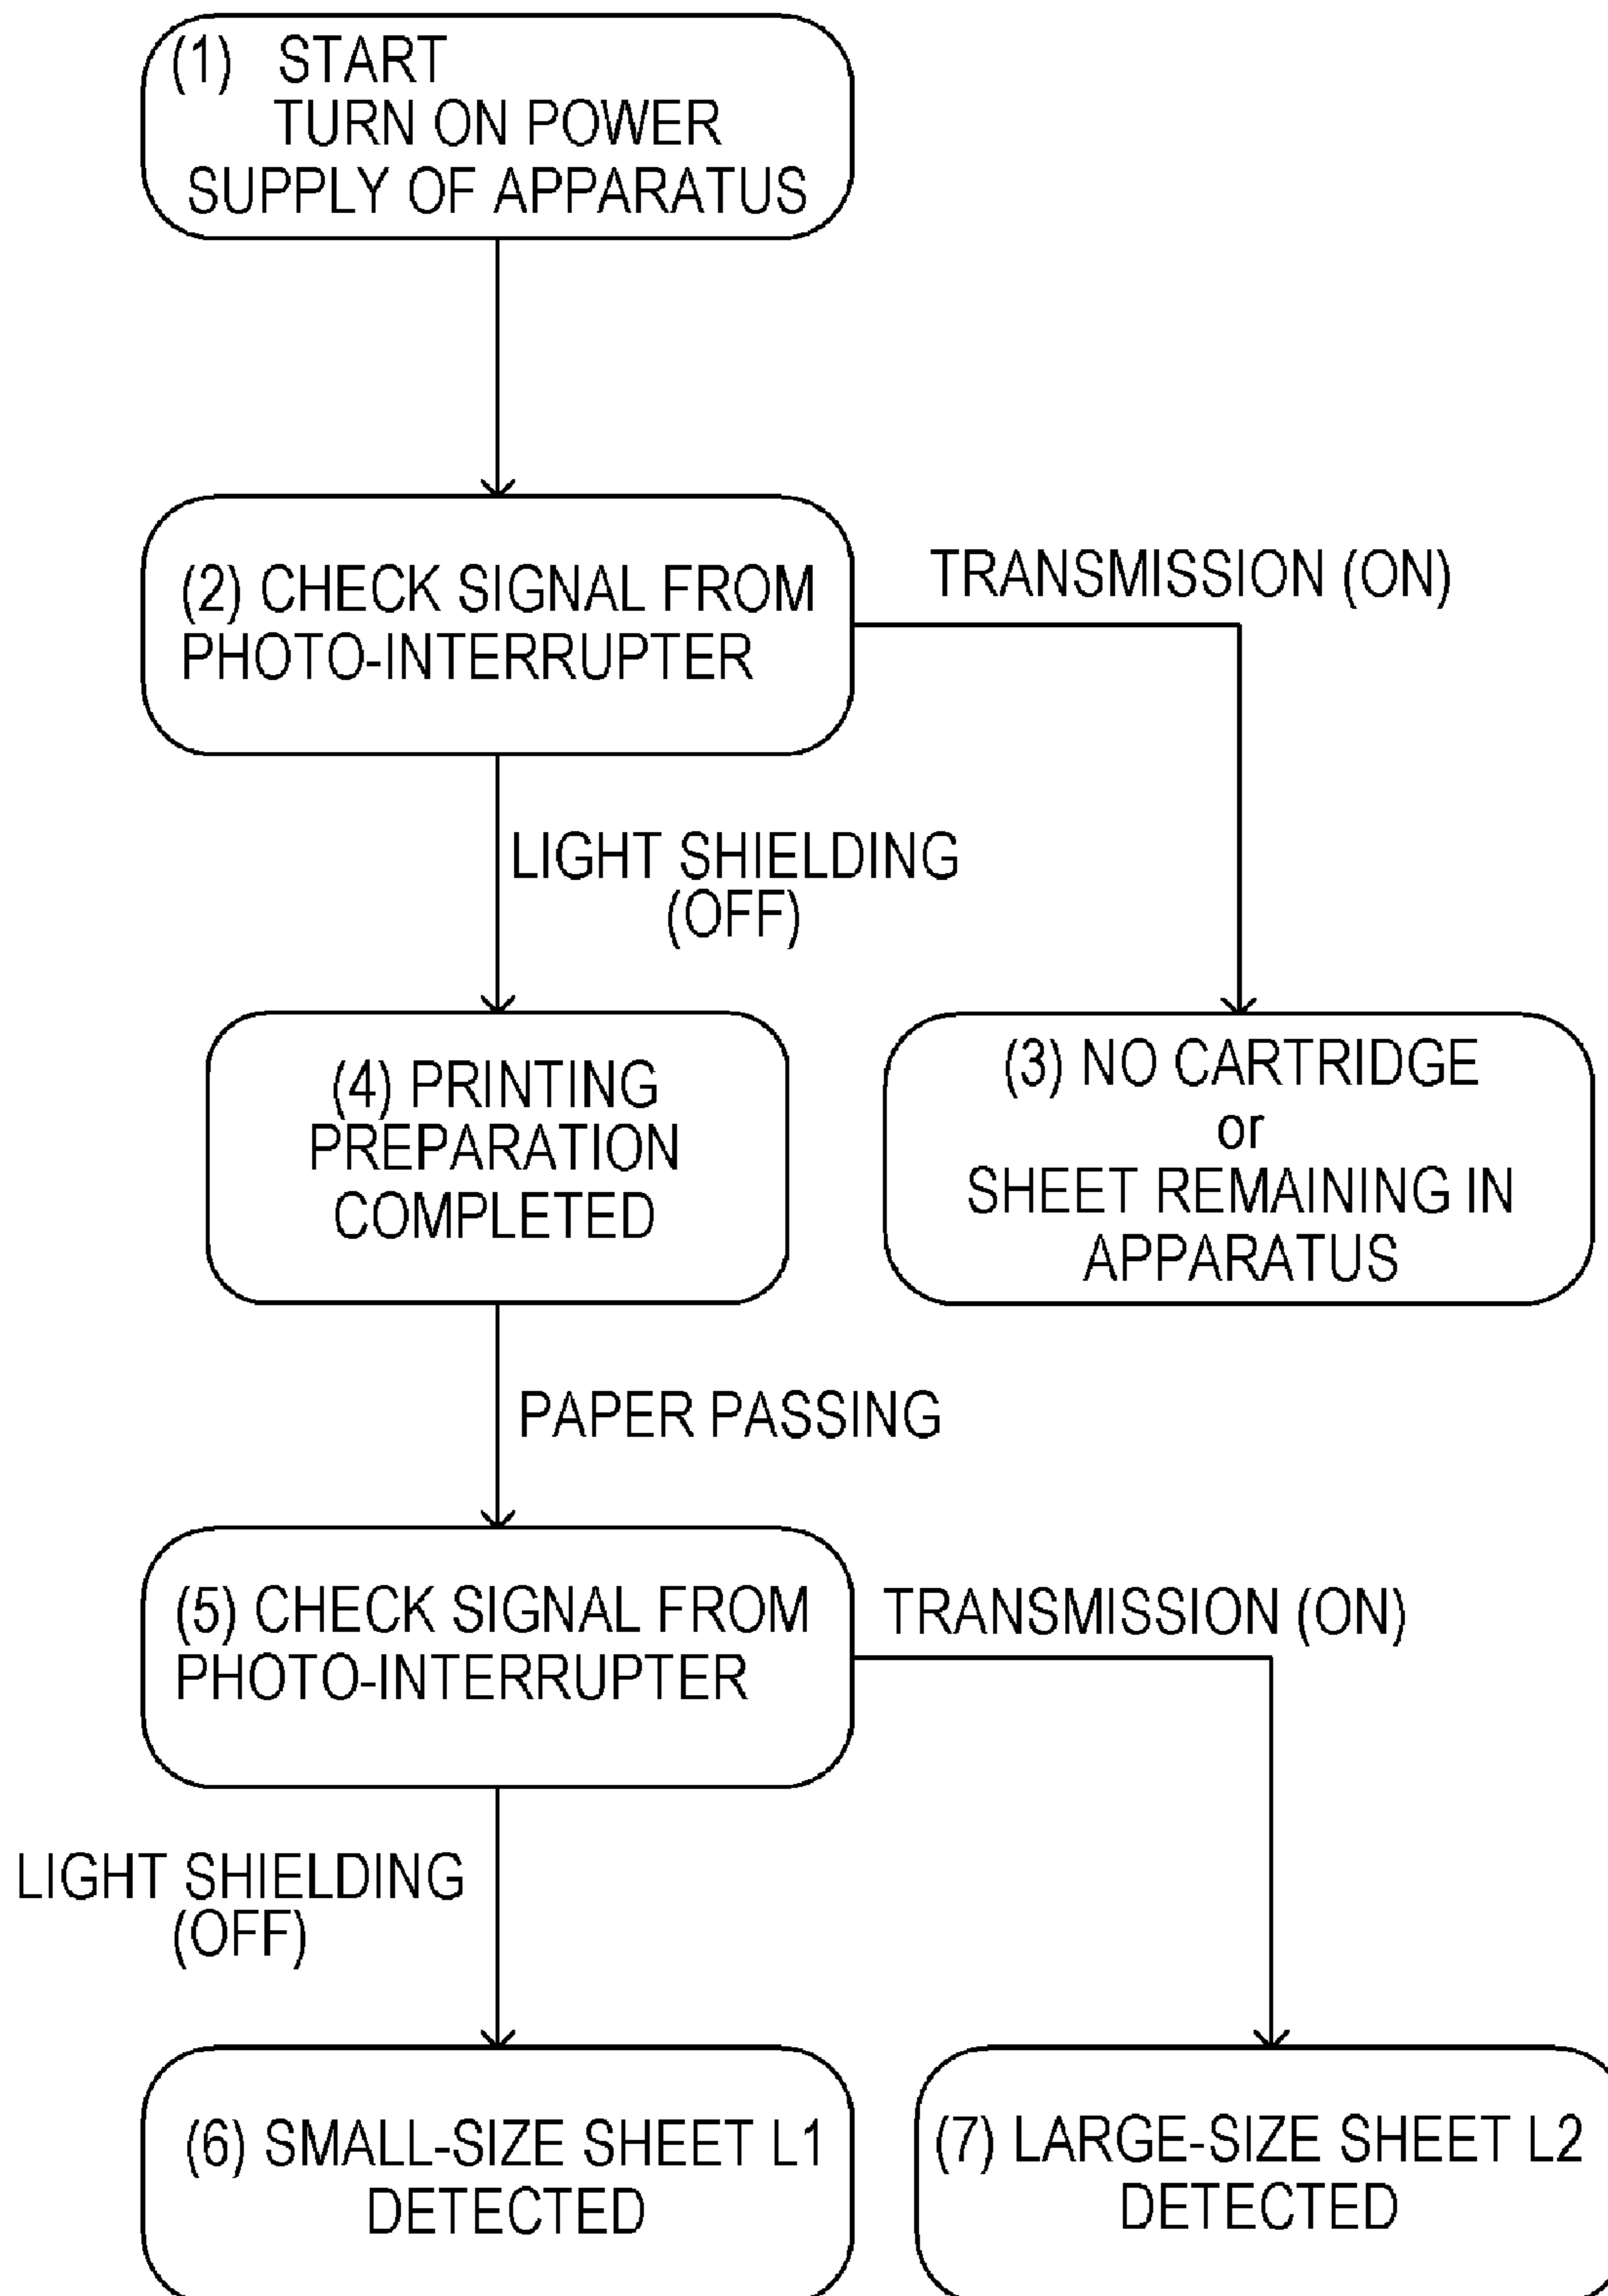 (1) START
TURN ON POWER
SUPPLY OF APPARATUS
(2) CHECK SIGNAL FROM
PHOTO-INTERRUPTER
TRANSMISSION (ON)
LIGHT SHIELDING
(OFF)
(4) PRINTING
PREPARATION
COMPLETED
(3) NO CARTRIDGE
or
SHEET REMAINING IN
APPARATUS
PAPER PASSING
(5) CHECK SIGNAL FROM
PHOTO-INTERRUPTER
TRANSMISSION (ON)
LIGHT SHIELDING
(OFF)
(6) SMALL-SIZE SHEET L1
DETECTED
(7) LARGE-SIZE SHEET L2
DETECTED